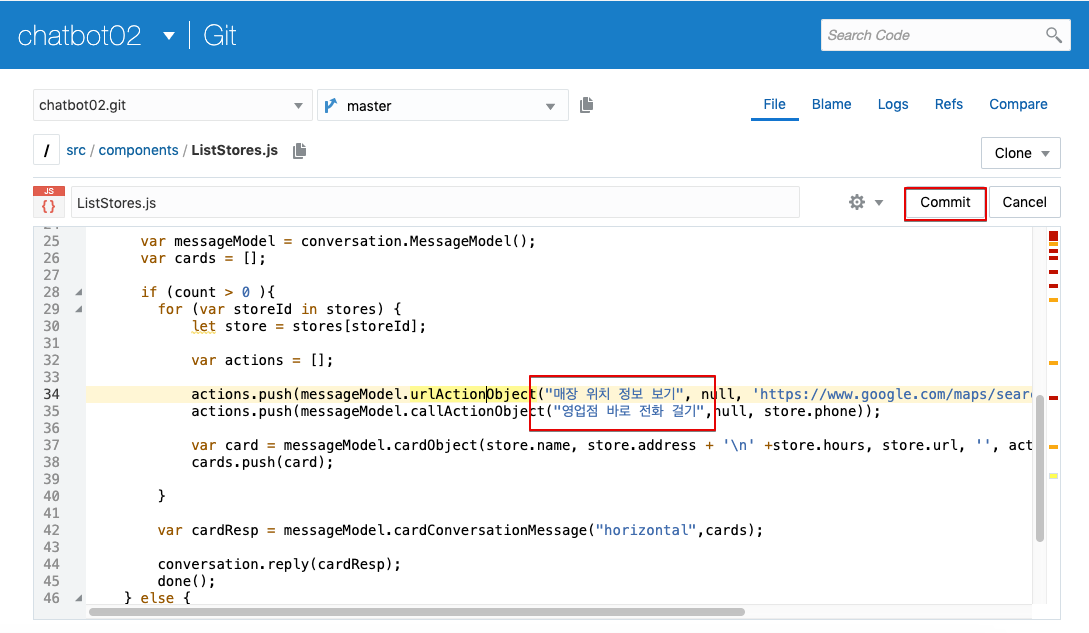 chatbot02 Git
Search Code
chatbot02.git master File Blame Logs Refs Compare
/ src / components / ListStores.js
Clone
JS
{} ListStores.js Commit Cancel
25 var messageModel = conversation.MessageModel();
26 var cards = [];
27
28 if (count > 0 ){
29 for (var storeId in stores) {
30 let store = stores[storeId];
31
32 var actions = [];
33
34 actions.push(messageModel.urlActionObject("매장 위치 정보 보기", null, 'https://www.google.com/maps/sear
35 actions.push(messageModel.callActionObject("영업점 바로 전화 걸기",null, store.phone));
36
37 var card = messageModel.cardObject(store.name, store.address + '\n' +store.hours, store.url, '', act
38 cards.push(card);
39
40 }
41
42 var cardResp = messageModel.cardConversationMessage("horizontal",cards);
43
44 conversation.reply(cardResp);
45 done();
46 } else {